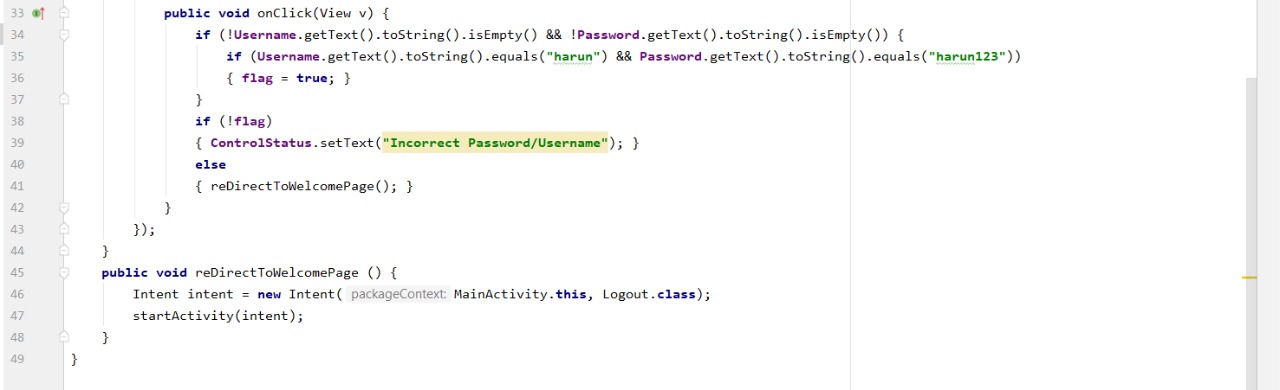 33 public void onClick(View v) {
34 if (!Username.getText().toString().isEmpty() && !Password.getText().toString().isEmpty()) {
35 if (Username.getText().toString().equals("harun") && Password.getText().toString().equals("harun123"))
36 { flag = true; }
37 }
38 if (!flag)
39 { ControlStatus.setText("Incorrect Password/Username"); }
40 else
41 { reDirectToWelcomePage(); }
42 }
43 });
44 }
45 public void reDirectToWelcomePage () {
46 Intent intent = new Intent( packageContext: MainActivity.this, Logout.class);
47 startActivity(intent);
48 }
49 }